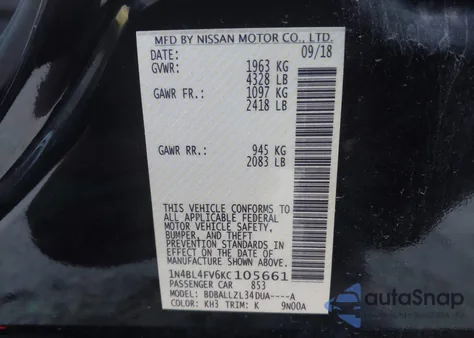 MFD BY NISSAN MOTOR CO., LTD.
DATE: 09/18
GVWR: 1963 KG
4328 LB
GAWR FR.: 1097 KG
2418 LB
GAWR RR.: 945 KG
2083 LB
THIS VEHICLE CONFORMS TO
ALL APPLICABLE FEDERAL
MOTOR VEHICLE SAFETY,
BUMPER, AND THEFT
PREVENTION STANDARDS IN
EFFECT ON THE DATE OF
MANUFACTURE SHOWN ABOVE.
1N4BL4FV6KC105661
PASSENGER CAR 853
MODEL: BDBALLZL34DUA----A
COLOR: KH3 TRIM: K 9N00A
autoSnap